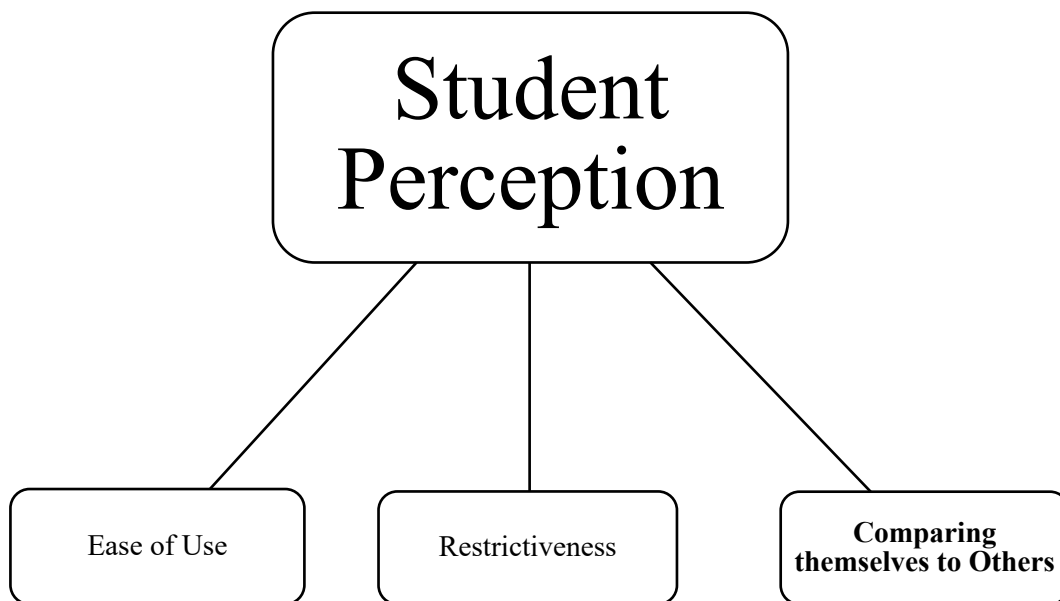 Student
Perception
Ease of Use
Restrictiveness
Comparing
themselves to Others